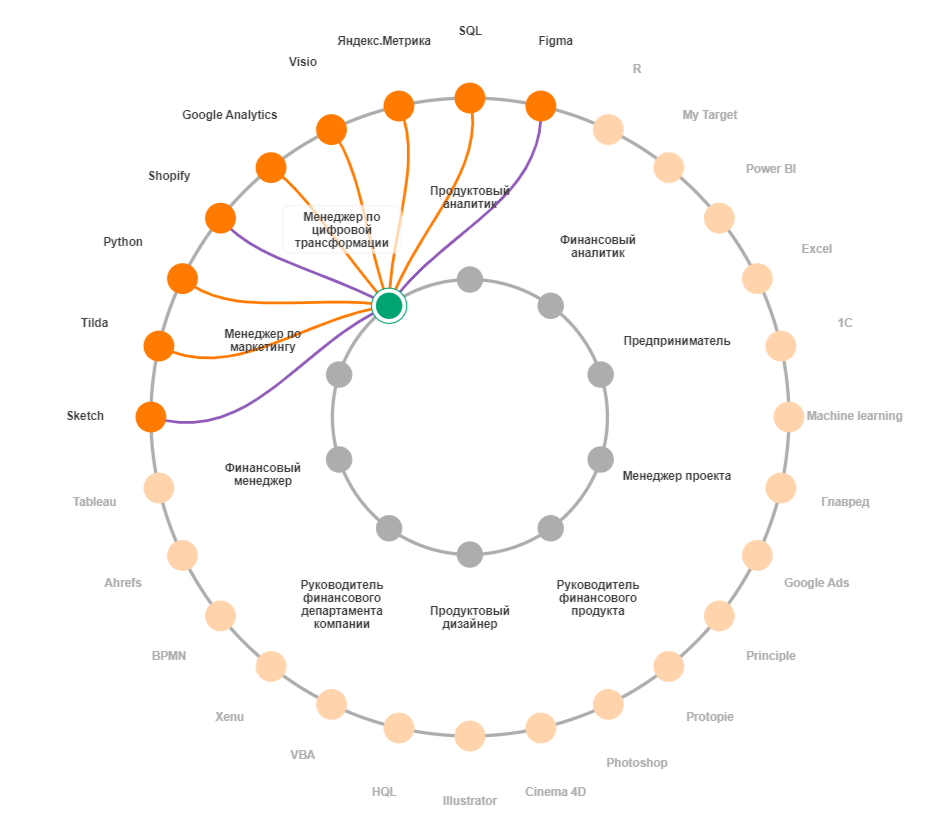 SQL
Яндекс.Метрика
Figma
Visio
R
Google Analytics
My Target
Shopify
Power BI
Продуктовый
аналитик
Менеджер по
цифровой
трансформации
Python
Финансовый
аналитик
Excel
Tilda
1C
Менеджер по
маркетингу
Предприниматель
Sketch
Machine learning
Финансовый
менеджер
Менеджер проекта
Tableau
Главред
Ahrefs
Google Ads
Руководитель
финансового
департамента
компании
Продуктовый
дизайнер
Руководитель
финансового
продукта
BPMN
Principle
Xenu
Protopie
VBA
Photoshop
HQL
Illustrator
Cinema 4D